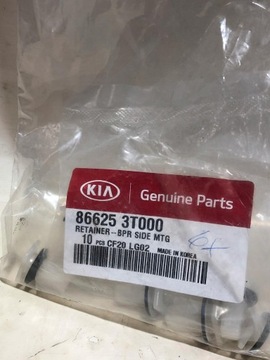 KIA Genuine Parts
86625 3T000
RETAINER-BPR SIDE MTG
10 PCS CF20 LG02 MADE IN KOREA